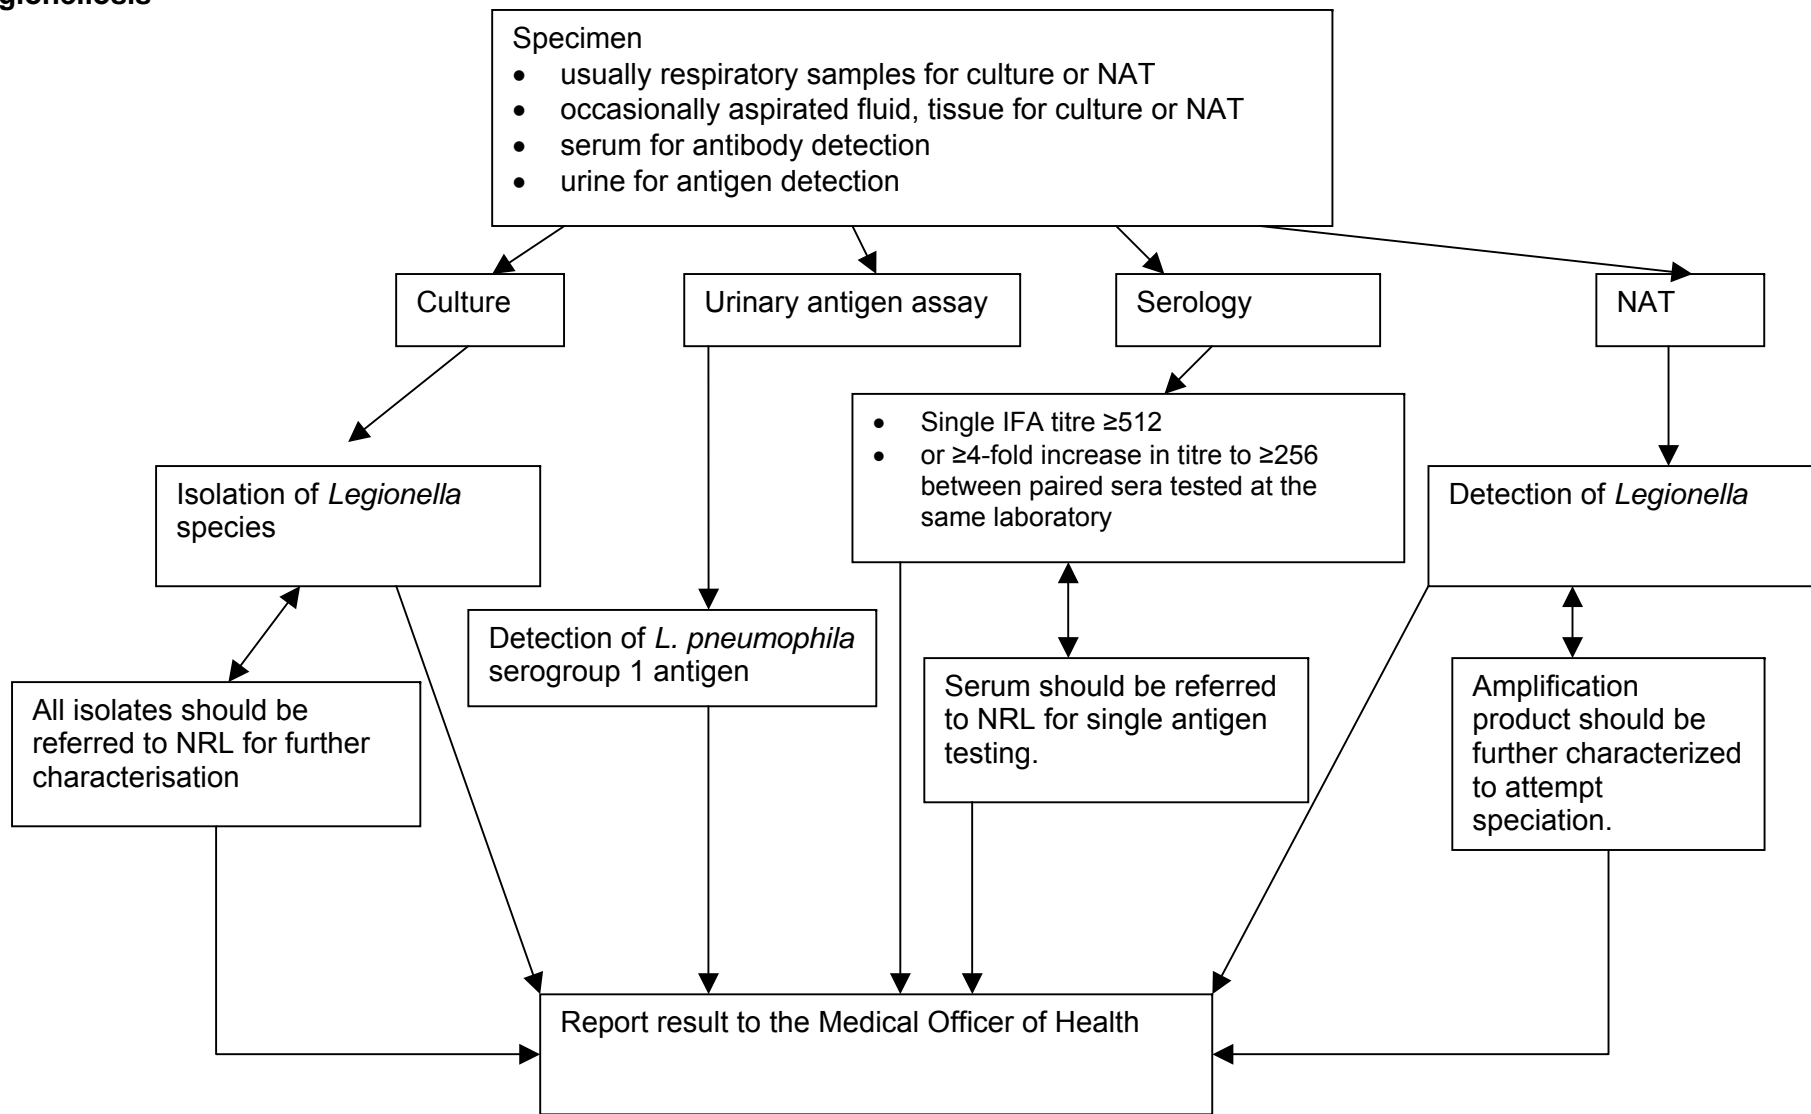 gionellosis
Specimen
• usually respiratory samples for culture or NAT
• occasionally aspirated fluid, tissue for culture or NAT
• serum for antibody detection
• urine for antigen detection
Culture
Urinary antigen assay
Serology
NAT
• Single IFA titre ≥512
• or ≥4-fold increase in titre to ≥256
between paired sera tested at the
same laboratory
Isolation of Legionella
species
Detection of Legionella
Detection of L. pneumophila
serogroup 1 antigen
All isolates should be
referred to NRL for further
characterisation
Serum should be referred
to NRL for single antigen
testing.
Amplification
product should be
further characterized
to attempt
speciation.
Report result to the Medical Officer of Health